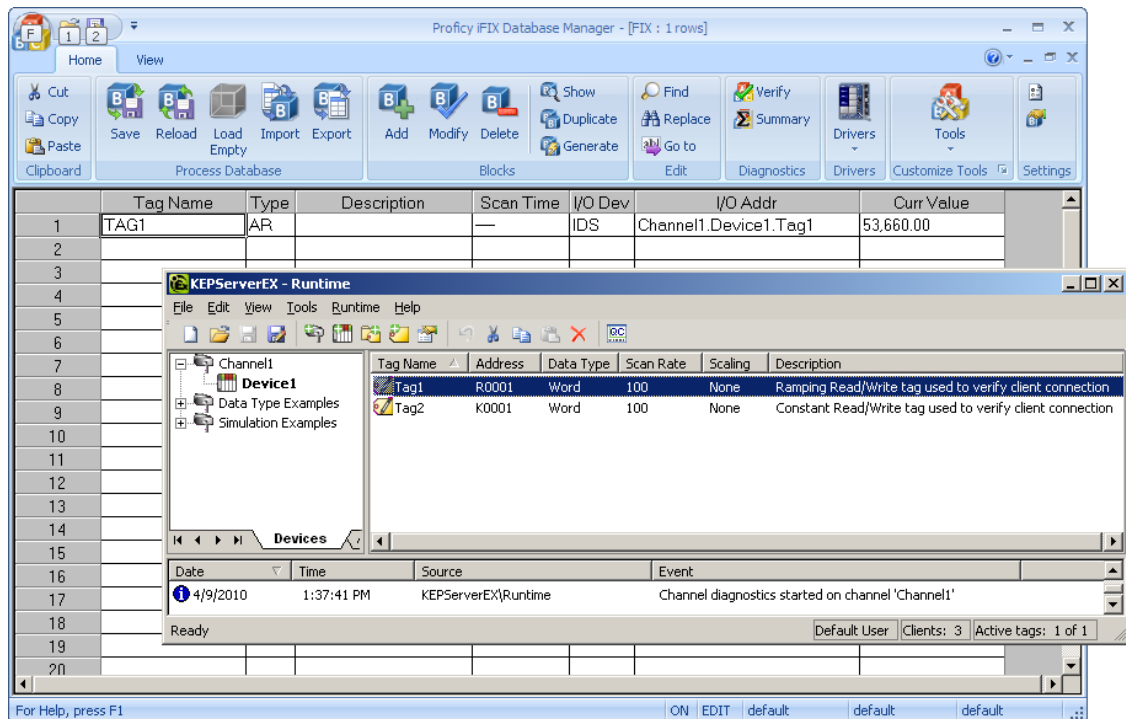 F 1 2 Proficy iFIX Database Manager - [FIX : 1 rows]
Home View
Cut
Copy
Paste
Save Reload Load Empty Import Export
Add Modify Delete
Show
Duplicate
Generate
Find
Replace
Go to
Verify
Summary
Drivers
Tools
Clipboard Process Database Blocks Edit Diagnostics Drivers Customize Tools Settings
Tag Name Type Description Scan Time I/O Dev I/O Addr Curr Value
1 TAG1 AR — IDS Channel1.Device1.Tag1 53,660.00
2
3
4
5
6
7
8
9
10
11
12
13
14
15
16
17
18
19
20
KEPServerEX - Runtime
File Edit View Tools Runtime Help
QC
Channel1
Device1
Data Type Examples
Simulation Examples
Devices
Tag Name Address Data Type Scan Rate Scaling Description
Tag1 R0001 Word 100 None Ramping Read/Write tag used to verify client connection
Tag2 K0001 Word 100 None Constant Read/Write tag used to verify client connection
Date Time Source Event
4/9/2010 1:37:41 PM KEPServerEX\Runtime Channel diagnostics started on channel 'Channel1'
Ready Default User Clients: 3 Active tags: 1 of 1
For Help, press F1 ON EDIT default default default